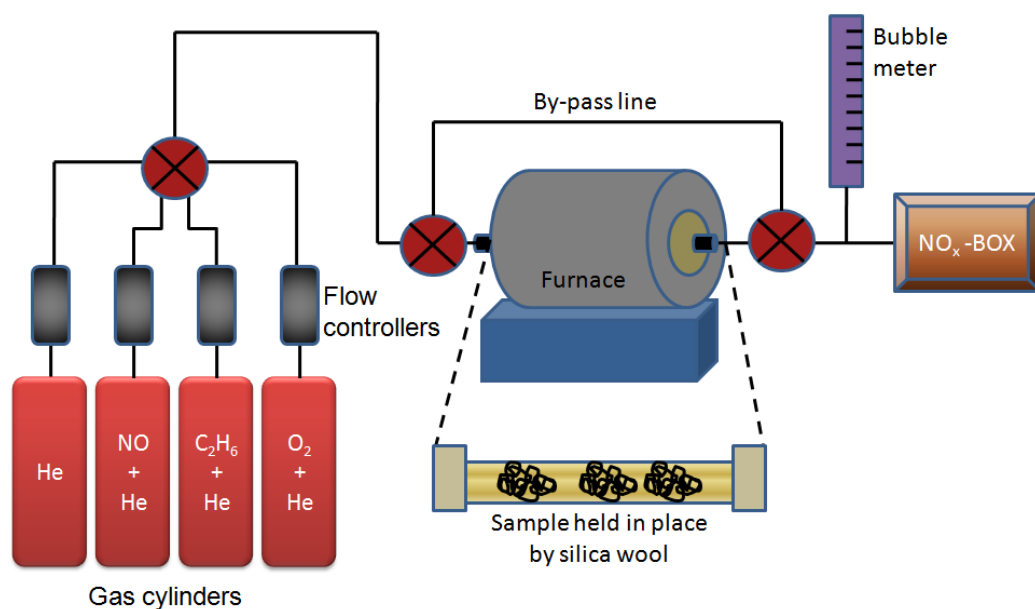 Bubble
meter
By-pass line
NOₓ-BOX
Furnace
Flow
controllers
He
NO
+
He
C₂H₆
+
He
O₂
+
He
Sample held in place
by silica wool
Gas cylinders